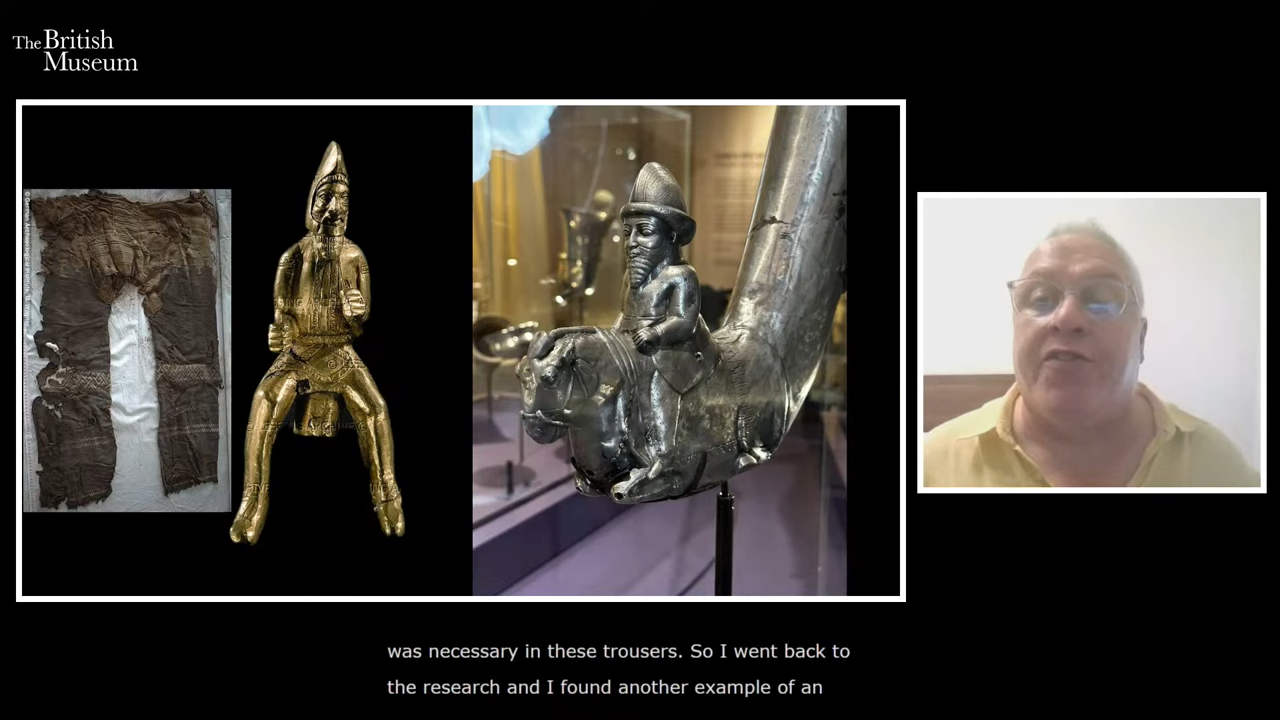 The British
Museum
was necessary in these trousers. So I went back to
the research and I found another example of an